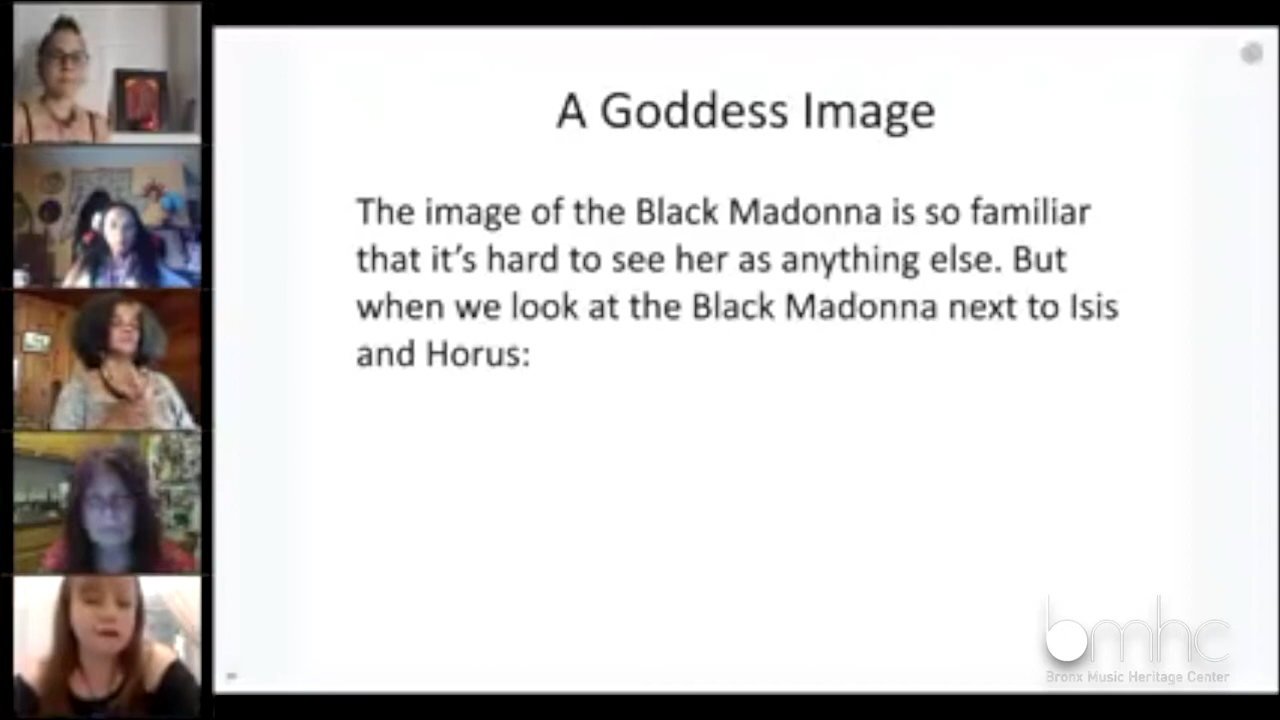 A Goddess Image
The image of the Black Madonna is so familiar
that it's hard to see her as anything else. But
when we look at the Black Madonna next to Isis
and Horus:
bmhc
Bronx Music Heritage Center